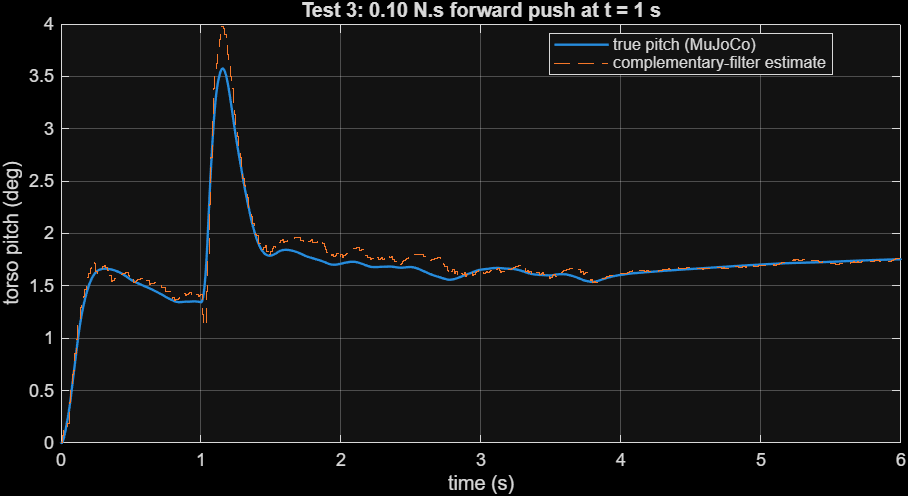 Test 3: 0.10 N.s forward push at t = 1 s
true pitch (MuJoCo)
complementary-filter estimate
torso pitch (deg)
4
3.5
3
2.5
2
1.5
1
0.5
0
0 1 2 3 4 5 6
time (s)